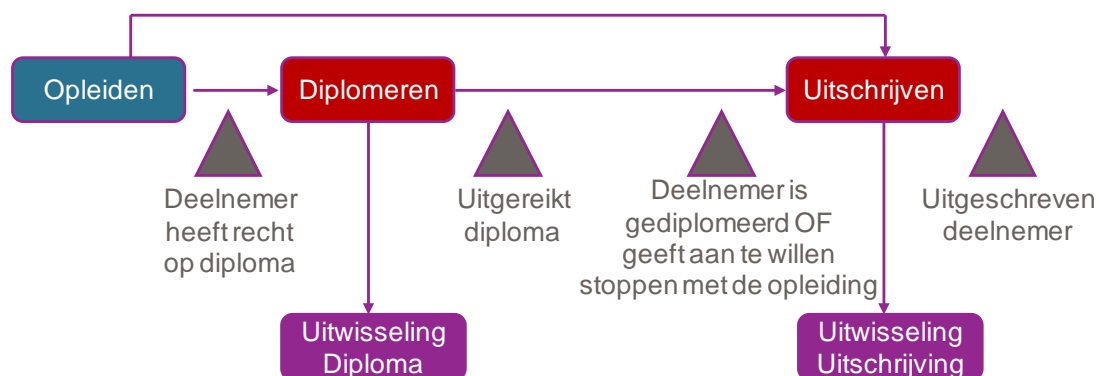 Opleiden
Diplomeren
Uitschrijven
Deelnemer
heeft recht
op diploma
Uitgereikt
diploma
Deelnemer is
gediplomeerd OF
geeft aan te willen
stoppen met de opleiding
Uitgeschreven
deelnemer
Uitwisseling
Diploma
Uitwisseling
Uitschrijving